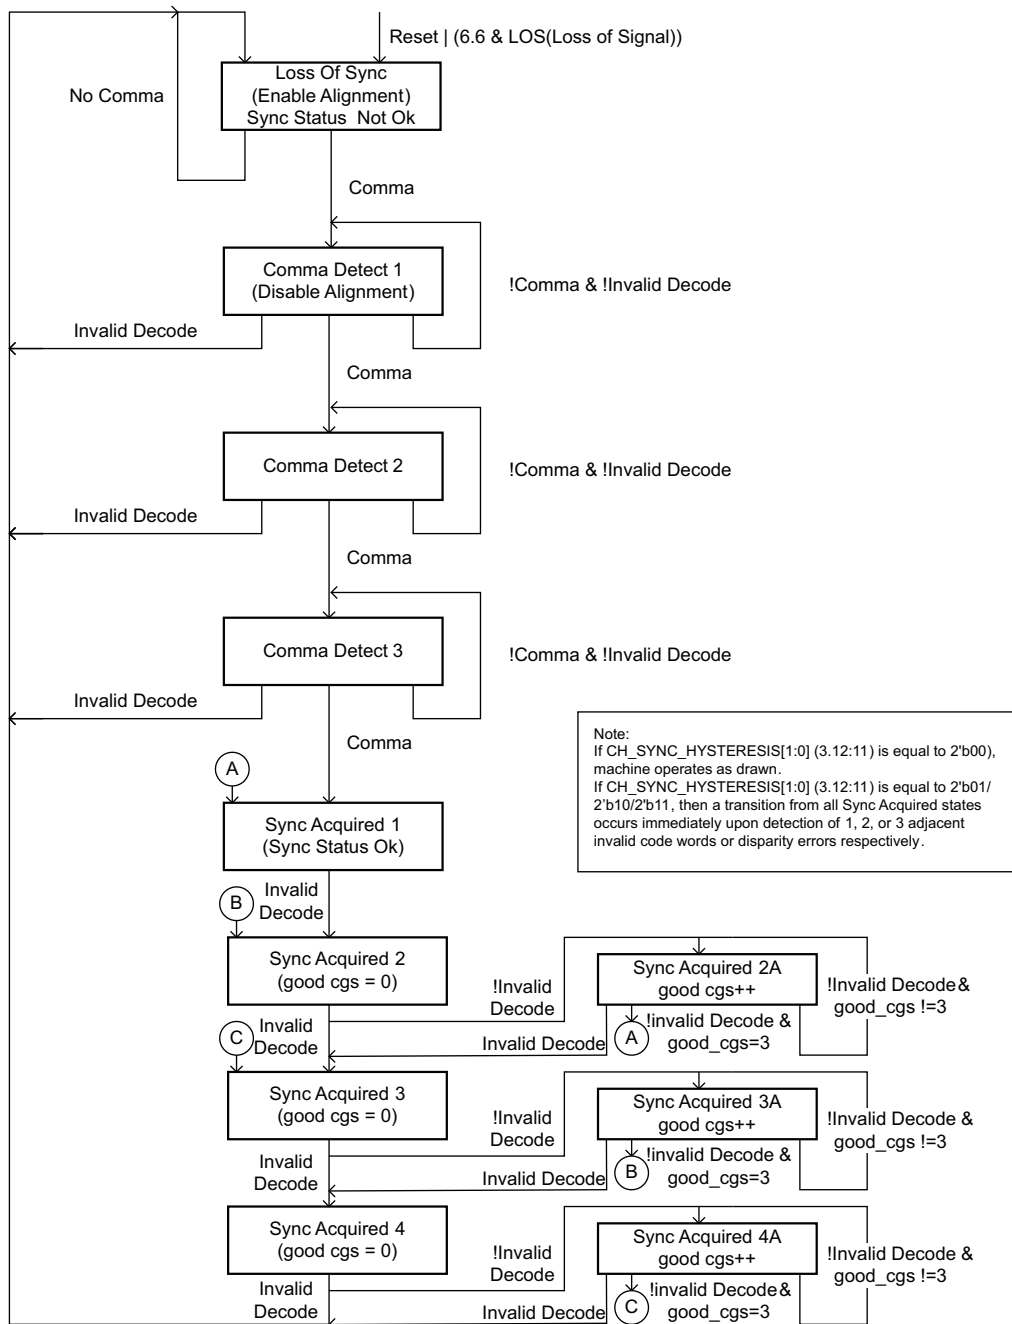 Reset | (6.6 & LOS(Loss of Signal))
Loss Of Sync
(Enable Alignment)
Sync Status Not Ok
No Comma
Comma
Comma Detect 1
(Disable Alignment)
!Comma & !Invalid Decode
Invalid Decode
Comma
Comma Detect 2
!Comma & !Invalid Decode
Invalid Decode
Comma
Comma Detect 3
!Comma & !Invalid Decode
Invalid Decode
Comma
Note:
If CH_SYNC_HYSTERESIS[1:0] (3.12:11) is equal to 2'b00),
machine operates as drawn.
If CH_SYNC_HYSTERESIS[1:0] (3.12:11) is equal to 2'b01/
2'b10/2'b11, then a transition from all Sync Acquired states
occurs immediately upon detection of 1, 2, or 3 adjacent
invalid code words or disparity errors respectively.
A
Sync Acquired 1
(Sync Status Ok)
Invalid
Decode
B
Sync Acquired 2
(good cgs = 0)
!Invalid
Decode
Sync Acquired 2A
good cgs++
!Invalid Decode &
good_cgs !=3
Invalid
Decode
Invalid Decode
A
!invalid Decode &
good_cgs=3
C
Sync Acquired 3
(good cgs = 0)
!Invalid
Decode
Sync Acquired 3A
good cgs++
!Invalid Decode &
good_cgs !=3
Invalid
Decode
Invalid Decode
B
!invalid Decode &
good_cgs=3
Sync Acquired 4
(good cgs = 0)
!Invalid
Decode
Sync Acquired 4A
good cgs++
!Invalid Decode &
good_cgs !=3
Invalid
Decode
Invalid Decode
C
!invalid Decode &
good_cgs=3